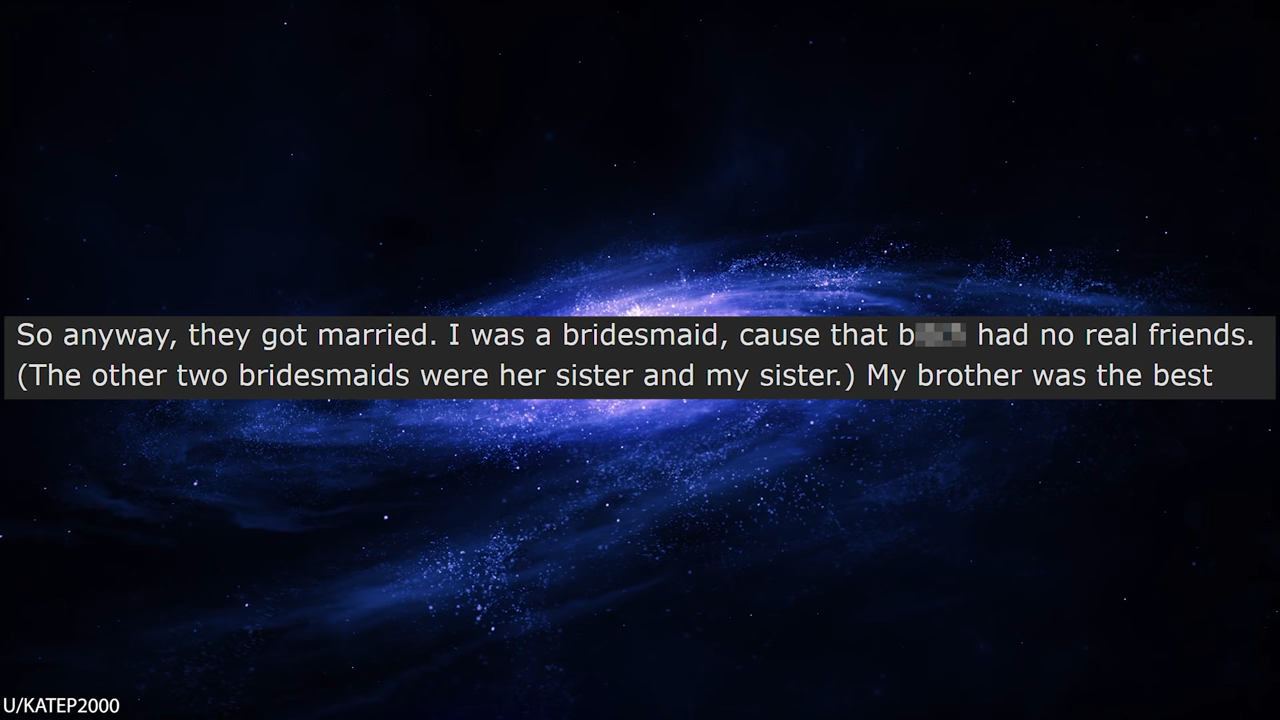 So anyway, they got married. I was a bridesmaid, cause that b had no real friends.
(The other two bridesmaids were her sister and my sister.) My brother was the best
U/KATEP2000